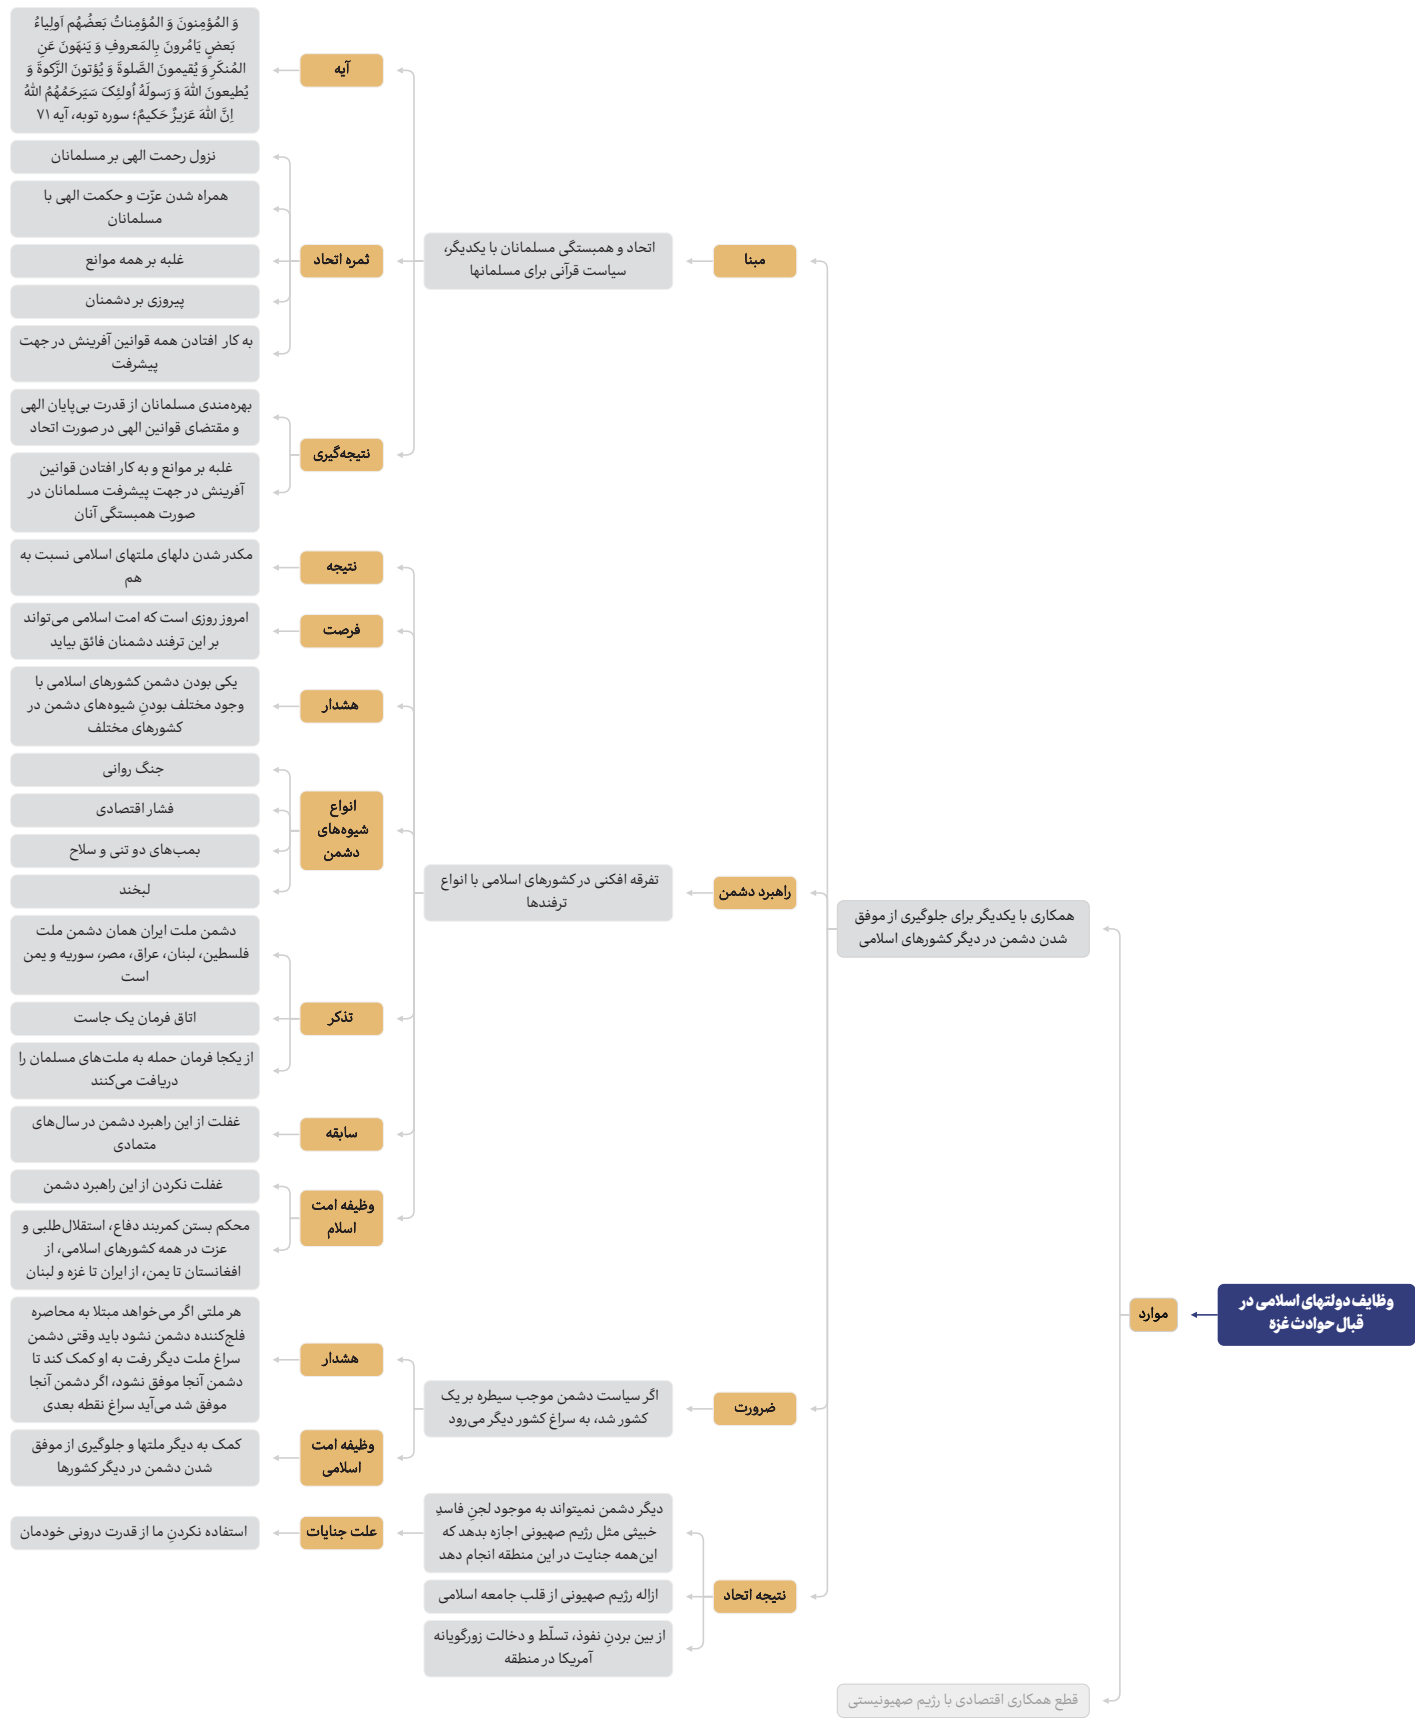 وظایف دولتهای اسلامی در
قبال حوادث غزه
موارد
همکاری با یکدیگر برای جلوگیری از موفق
شدن دشمن در دیگر کشورهای اسلامی
مبنا
اتحاد و همبستگی مسلمانان با یکدیگر،
سیاست قرآنی برای مسلمانها
آیه
وَ المُؤمِنونَ وَ المُؤمِناتُ بَعضُهُم اَولِیاءُ
بَعضٍ یَامُرونَ بِالمَعروفِ وَ یَنهَونَ عَنِ
المُنکَرِ وَ یُقیمونَ الصَّلوةَ وَ یُؤتونَ الزَّکوةَ وَ
یُطیعونَ اللهَ وَ رَسولَهُ اُولئِکَ سَیَرحَمُهُمُ اللهُ
اِنَّ اللهَ عَزیزٌ حَکیمٌ؛ سوره توبه، آیه ۷۱
ثمره اتحاد
نزول رحمت الهی بر مسلمانان
همراه شدن عزّت و حکمت الهی با
مسلمانان
غلبه بر همه موانع
پیروزی بر دشمنان
به کار افتادن همه قوانین آفرینش در جهت
پیشرفت
نتیجه‌گیری
بهره‌مندی مسلمانان از قدرت بی‌پایان الهی
و مقتضای قوانین الهی در صورت اتحاد
غلبه بر موانع و به کار افتادن قوانین
آفرینش در جهت پیشرفت مسلمانان در
صورت همبستگی آنان
راهبرد دشمن
تفرقه افکنی در کشورهای اسلامی با انواع
ترفندها
نتیجه
مکدر شدن دلهای ملتهای اسلامی نسبت به
هم
فرصت
امروز روزی است که امت اسلامی می‌تواند
بر این ترفند دشمنان فائق بیاید
هشدار
یکی بودن دشمن کشورهای اسلامی با
وجود مختلف بودنِ شیوه‌های دشمن در
کشورهای مختلف
انواع
شیوه‌های
دشمن
جنگ روانی
فشار اقتصادی
بمب‌های دو تنی و سلاح
لبخند
تذکر
دشمن ملت ایران همان دشمن ملت
فلسطین، لبنان، عراق، مصر، سوریه و یمن
است
اتاق فرمان یک جاست
از یکجا فرمان حمله به ملت‌های مسلمان را
دریافت می‌کنند
سابقه
غفلت از این راهبرد دشمن در سال‌های
متمادی
وظیفه امت
اسلام
غفلت نکردن از این راهبرد دشمن
محکم بستن کمربند دفاع، استقلال‌طلبی و
عزت در همه کشورهای اسلامی، از
افغانستان تا یمن، از ایران تا غزه و لبنان
ضرورت
اگر سیاست دشمن موجب سیطره بر یک
کشور شد، به سراغ کشور دیگر می‌رود
هشدار
هر ملتی اگر می‌خواهد مبتلا به محاصره
فلج‌کننده دشمن نشود باید وقتی دشمن
سراغ ملت دیگر رفت به او کمک کند تا
دشمن آنجا موفق نشود، اگر دشمن آنجا
موفق شد می‌آید سراغ نقطه بعدی
وظیفه امت
اسلامی
کمک به دیگر ملتها و جلوگیری از موفق
شدن دشمن در دیگر کشورها
نتیجه اتحاد
دیگر دشمن نمیتواند به موجود لجنِ فاسدِ
خبیثی مثل رژیم صهیونی اجازه بدهد که
این‌همه جنایت در این منطقه انجام دهد
علت جنایات
استفاده نکردنِ ما از قدرت درونی خودمان
ازاله رژیم صهیونی از قلب جامعه اسلامی
از بین بردنِ نفوذ، تسلّط و دخالت زورگویانه
آمریکا در منطقه
قطع همکاری اقتصادی با رژیم صهیونیستی